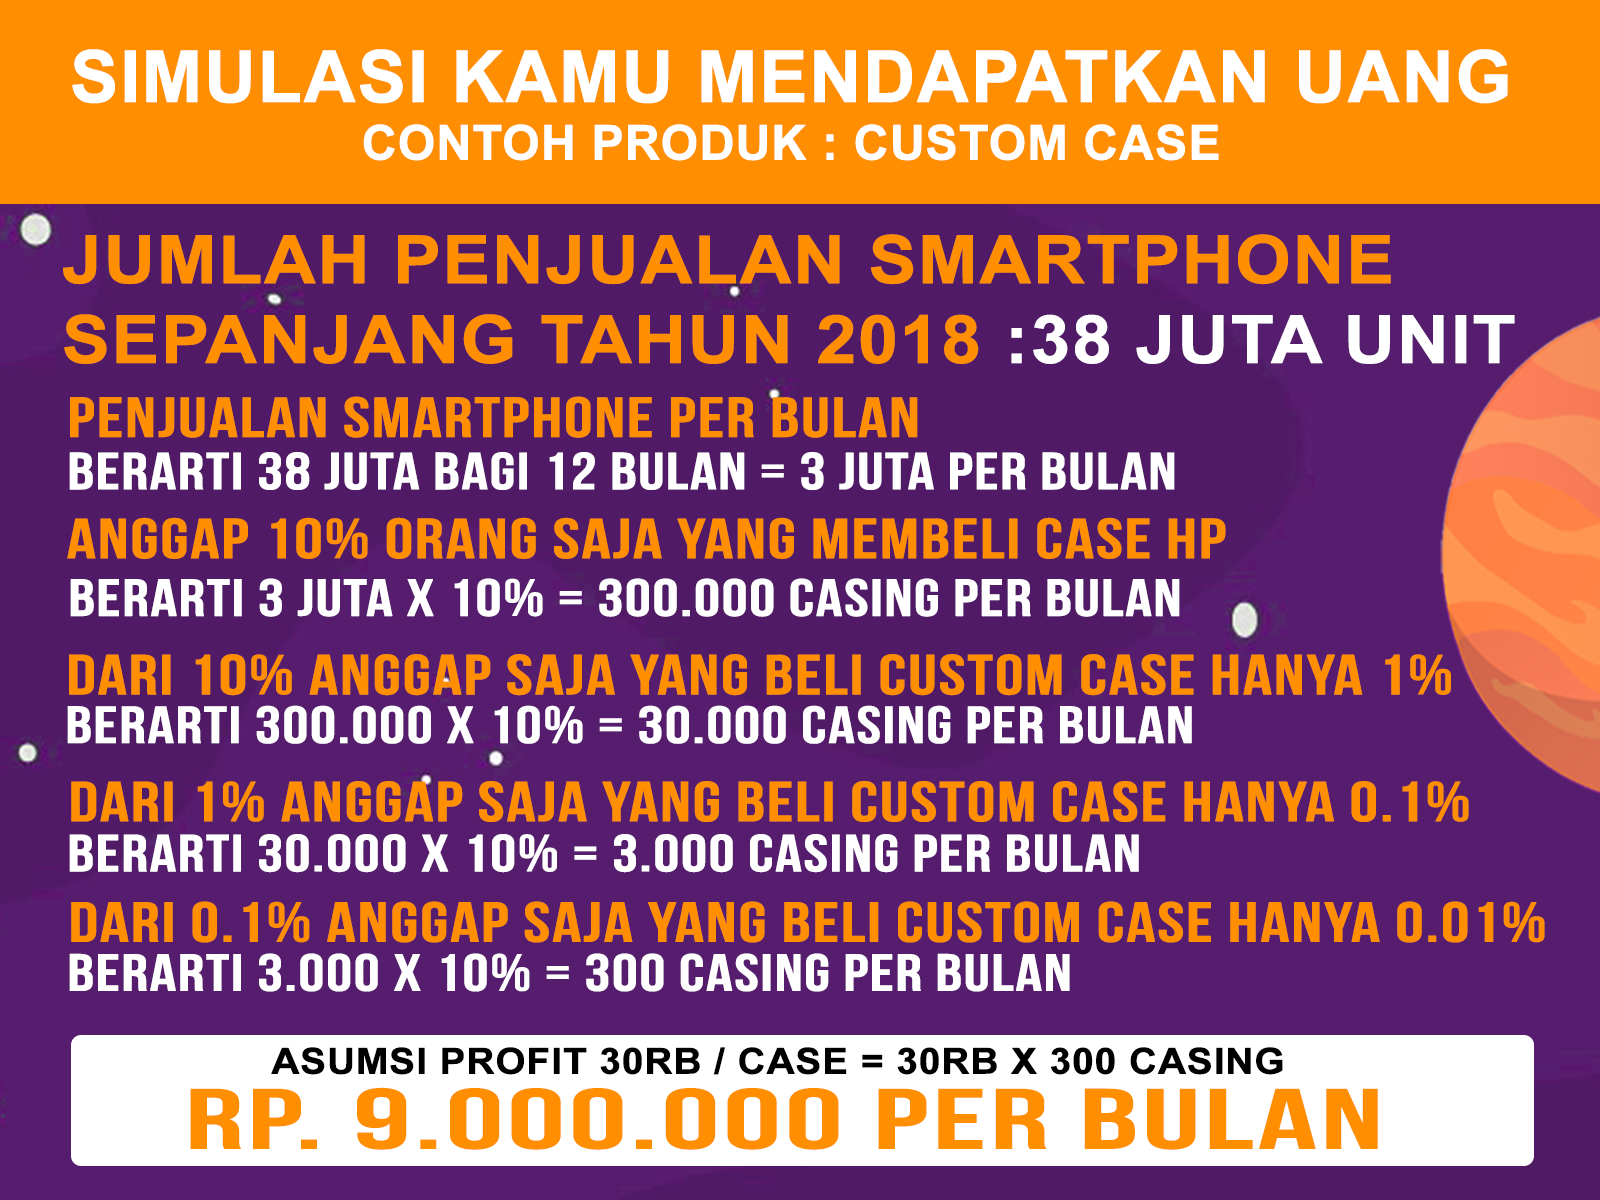 SIMULASI KAMU MENDAPATKAN UANG
CONTOH PRODUK : CUSTOM CASE
JUMLAH PENJUALAN SMARTPHONE
SEPANJANG TAHUN 2018 :38 JUTA UNIT
PENJUALAN SMARTPHONE PER BULAN
BERARTI 38 JUTA BAGI 12 BULAN = 3 JUTA PER BULAN
ANGGAP 10% ORANG SAJA YANG MEMBELI CASE HP
BERARTI 3 JUTA X 10% = 300.000 CASING PER BULAN
DARI 10% ANGGAP SAJA YANG BELI CUSTOM CASE HANYA 1%
BERARTI 300.000 X 10% = 30.000 CASING PER BULAN
DARI 1% ANGGAP SAJA YANG BELI CUSTOM CASE HANYA 0.1%
BERARTI 30.000 X 10% = 3.000 CASING PER BULAN
DARI 0.1% ANGGAP SAJA YANG BELI CUSTOM CASE HANYA 0.01%
BERARTI 3.000 X 10% = 300 CASING PER BULAN
ASUMSI PROFIT 30RB / CASE = 30RB X 300 CASING
RP. 9.000.000 PER BULAN